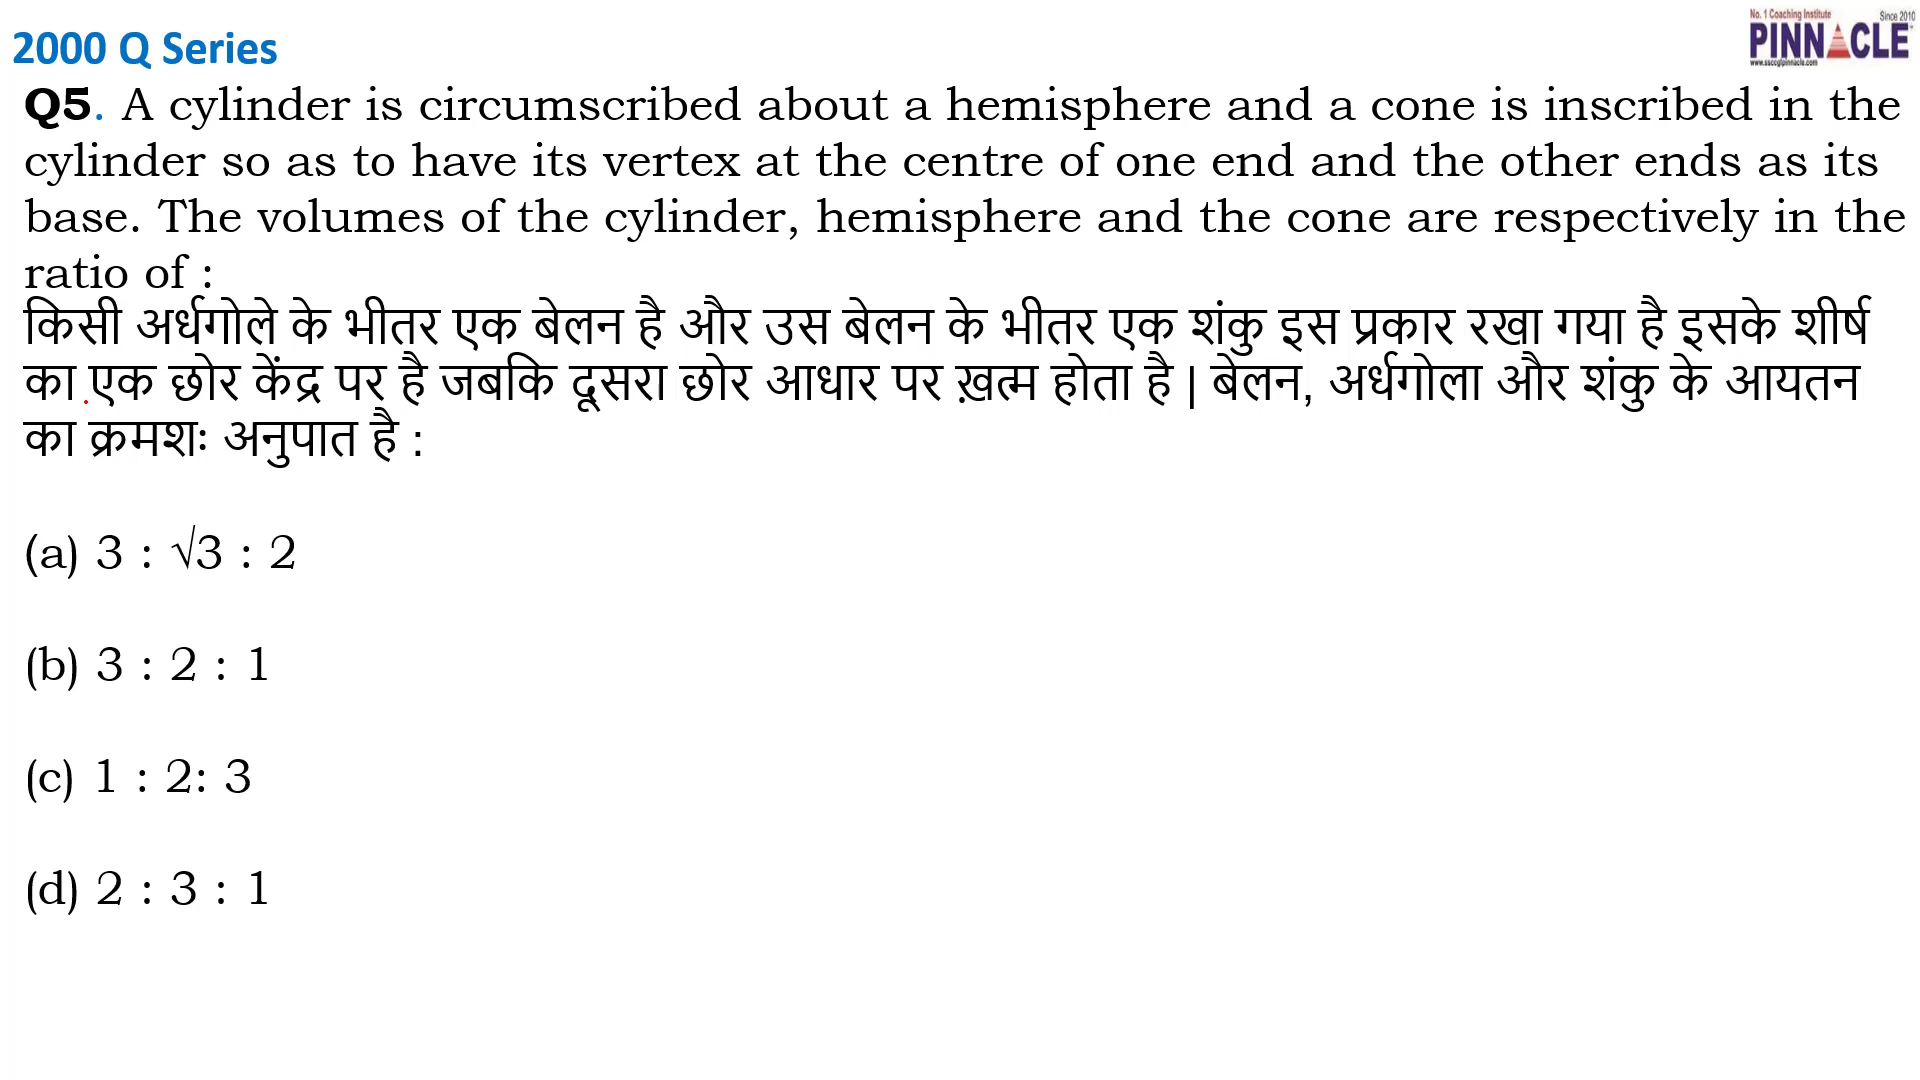 2000 Q Series
No. 1 Coaching Institute Since 2010
PINNACLE
www.ssccglpinnacle.com
Q5. A cylinder is circumscribed about a hemisphere and a cone is inscribed in the
cylinder so as to have its vertex at the centre of one end and the other ends as its
base. The volumes of the cylinder, hemisphere and the cone are respectively in the
ratio of :
किसी अर्धगोले के भीतर एक बेलन है और उस बेलन के भीतर एक शंकु इस प्रकार रखा गया है इसके शीर्ष
का एक छोर केंद्र पर है जबकि दूसरा छोर आधार पर ख़त्म होता है | बेलन, अर्धगोला और शंकु के आयतन
का क्रमशः अनुपात है :
(a) 3 : √3 : 2
(b) 3 : 2 : 1
(c) 1 : 2: 3
(d) 2 : 3 : 1